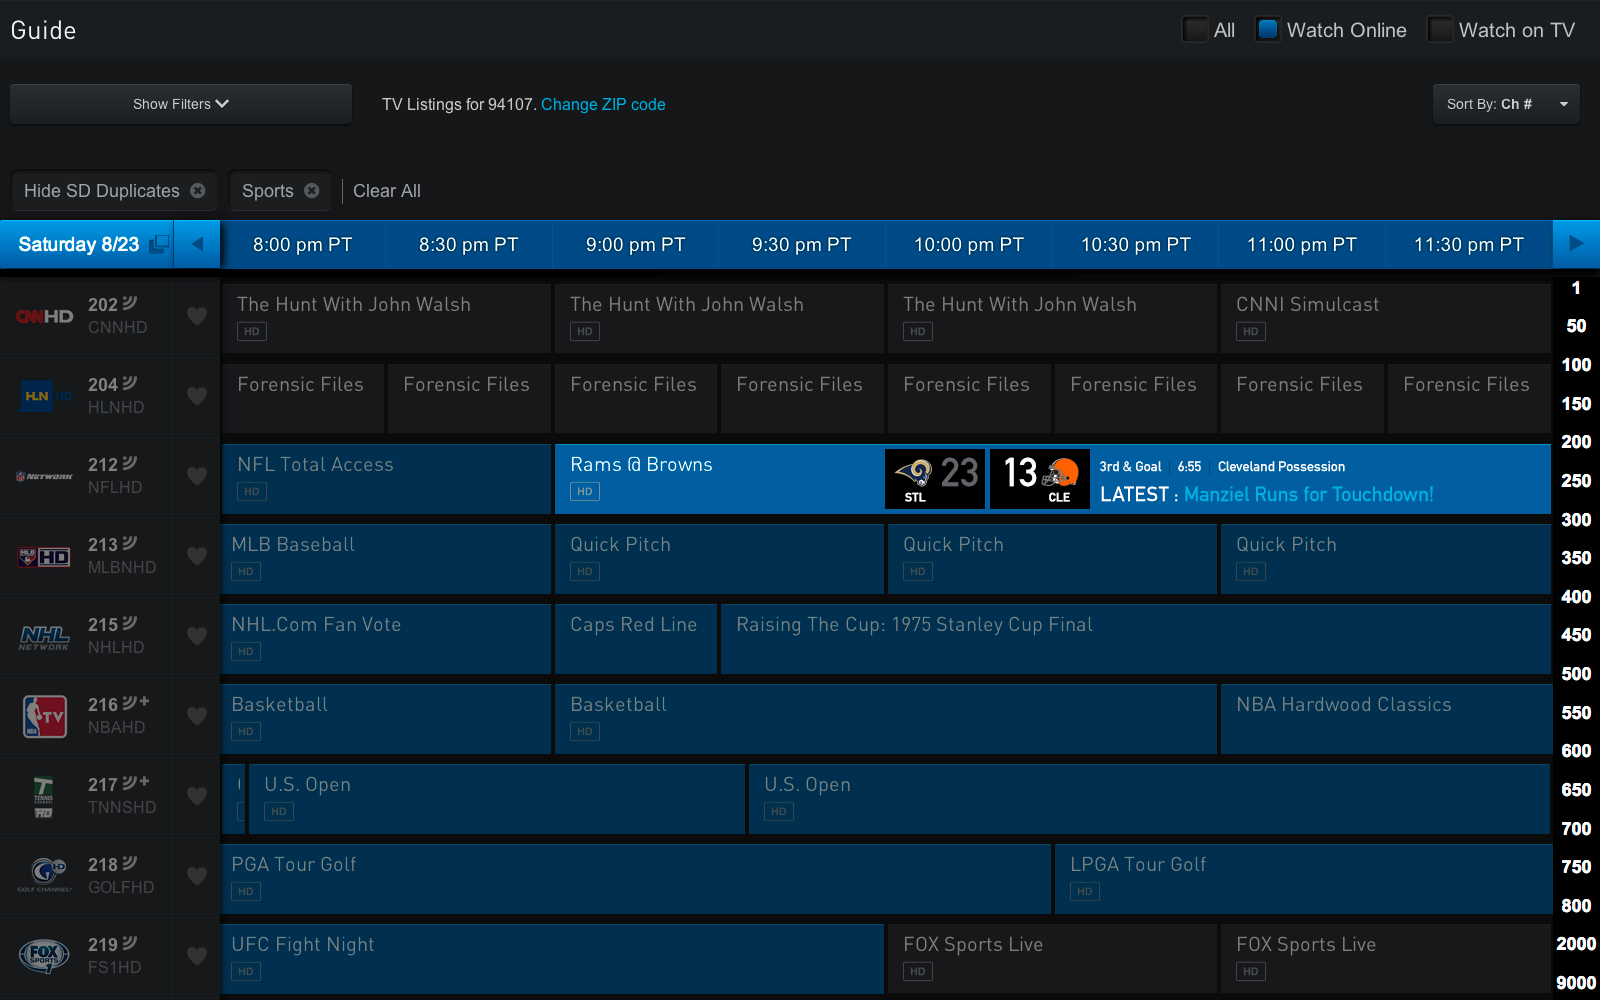 Guide
All
Watch Online
Watch on TV
Show Filters
TV Listings for 94107. Change ZIP code
Sort By: Ch #
Hide SD Duplicates
Sports
Clear All
Saturday 8/23
8:00 pm PT
8:30 pm PT
9:00 pm PT
9:30 pm PT
10:00 pm PT
10:30 pm PT
11:00 pm PT
11:30 pm PT
CNNHD
202
CNNHD
The Hunt With John Walsh
HD
The Hunt With John Walsh
HD
The Hunt With John Walsh
HD
CNNI Simulcast
HD
HLN HD
204
HLNHD
Forensic Files
Forensic Files
Forensic Files
Forensic Files
Forensic Files
Forensic Files
Forensic Files
Forensic Files
NFL NETWORK
212
NFLHD
NFL Total Access
HD
Rams @ Browns
HD
23
STL
13
CLE
3rd & Goal
6:55
Cleveland Possession
LATEST : Manziel Runs for Touchdown!
MLB HD
213
MLBNHD
MLB Baseball
HD
Quick Pitch
HD
Quick Pitch
HD
Quick Pitch
HD
NHL
NETWORK
215
NHLHD
NHL.Com Fan Vote
HD
Caps Red Line
Raising The Cup: 1975 Stanley Cup Final
TV
NBA
216 +
NBAHD
Basketball
HD
Basketball
HD
NBA Hardwood Classics
T
TENNIS
CHANNEL
HD
217 +
TNNSHD
U.S. Open
HD
U.S. Open
HD
G HD
GOLF CHANNEL
218
GOLFHD
PGA Tour Golf
HD
LPGA Tour Golf
HD
FOX
SPORTS
1
219
FS1HD
UFC Fight Night
HD
FOX Sports Live
HD
FOX Sports Live
HD
1
50
100
150
200
250
300
350
400
450
500
550
600
650
700
750
800
2000
9000